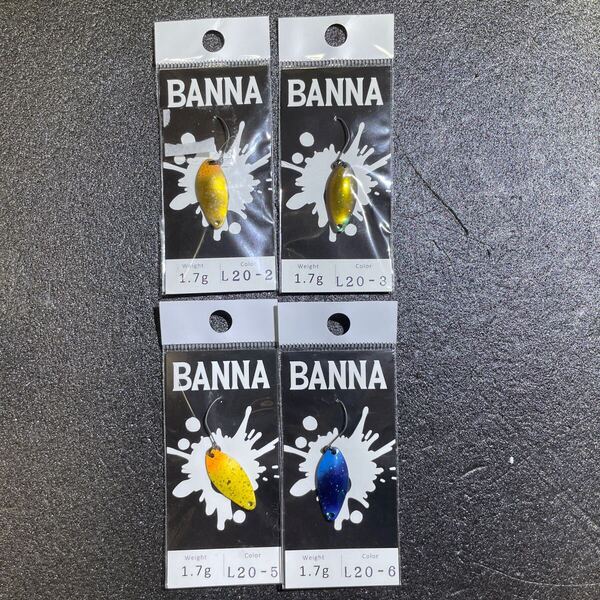 BANNA
Weight Color
1.7g L20-2
BANNA
Weight Color
1.7g L20-3
BANNA
Weight Color
1.7g L20-5
BANNA
Weight Color
1.7g L20-6